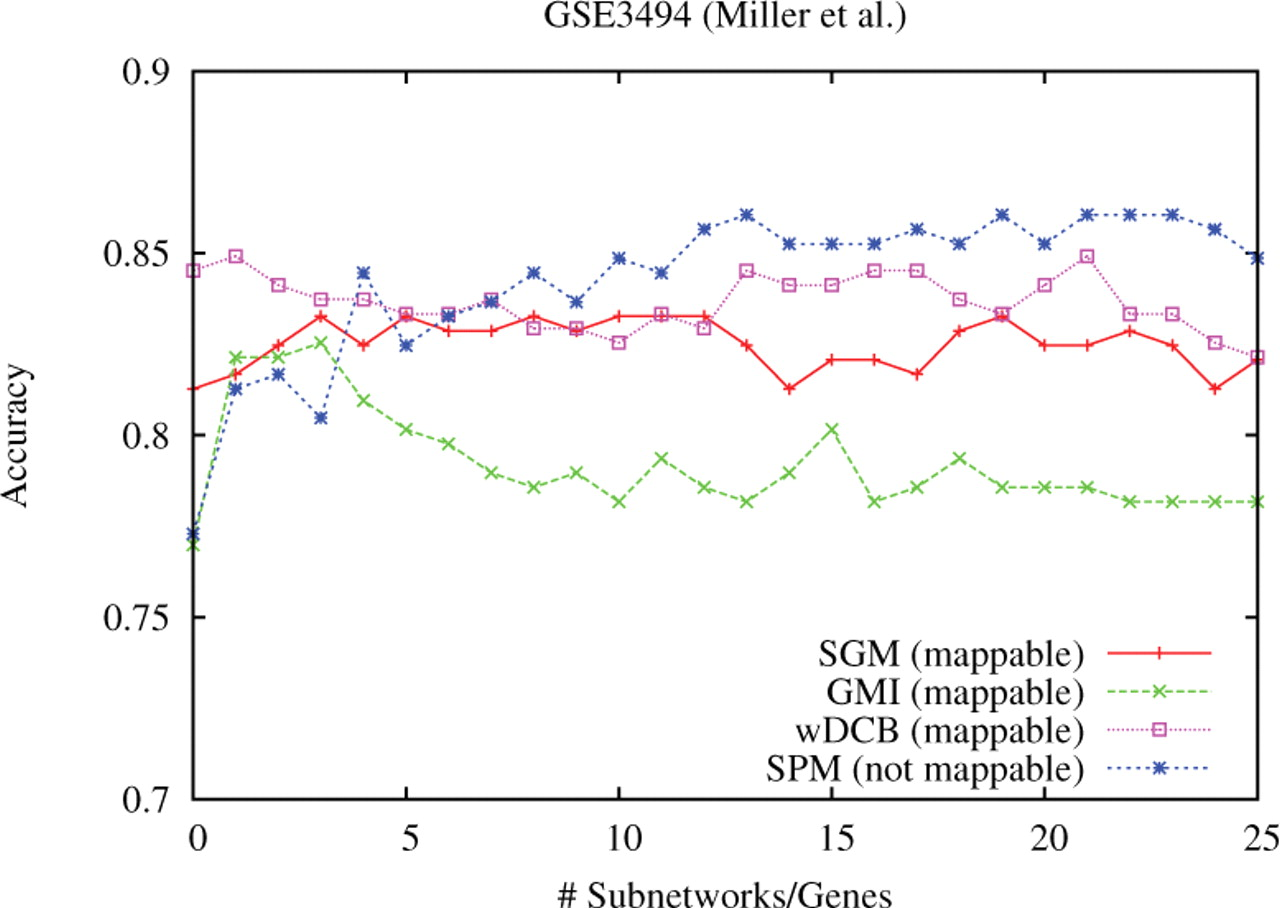 GSE3494 (Miller et al.)
0.9
0.85
0.8
0.75
0.7
Accuracy
SGM (mappable)
GMI (mappable)
wDCB (mappable)
SPM (not mappable)
0 5 10 15 20 25
# Subnetworks/Genes